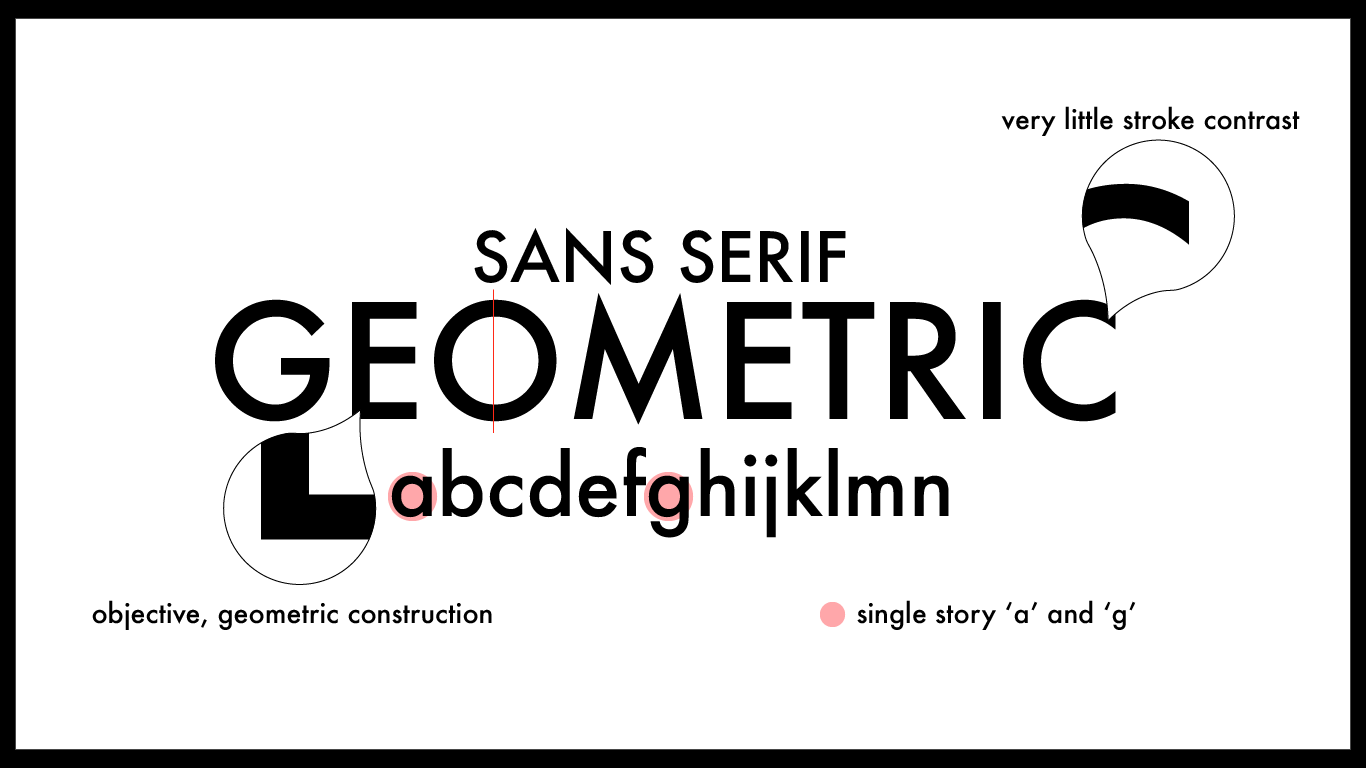 very little stroke contrast
SANS SERIF
GEOMETRIC
abcdefghijklmn
objective, geometric construction
single story ‘a’ and ‘g’